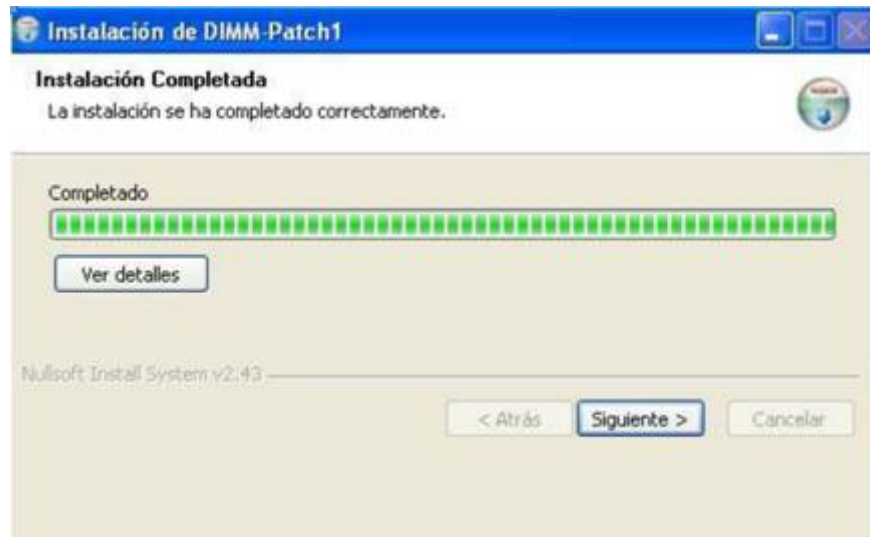 Instalación de DIMM-Patch1
Instalación Completada
La instalación se ha completado correctamente.
Completado
Ver detalles
Nullsoft Install System v2.43
< Atrás Siguiente > Cancelar